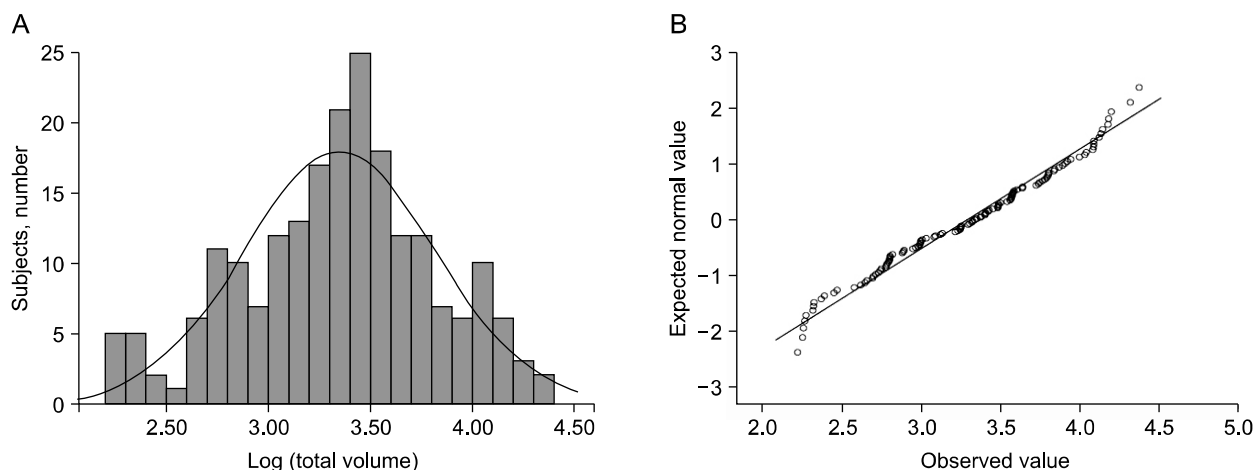 A
Subjects, number
25
20
15
10
5
0
2.50 3.00 3.50 4.00 4.50
Log (total volume)
B
Expected normal value
3
2
1
0
−1
−2
−3
2.0 2.5 3.0 3.5 4.0 4.5 5.0
Observed value